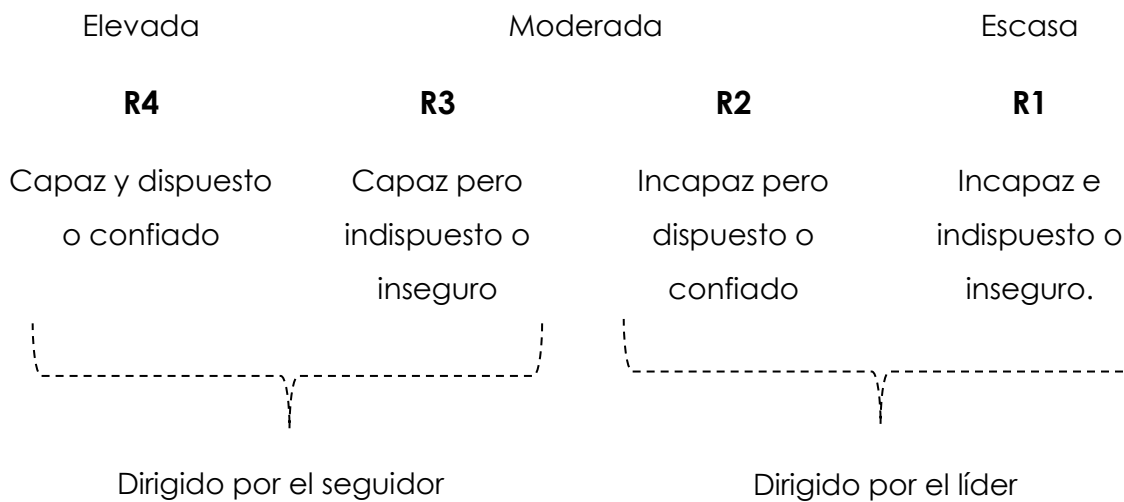 Elevada Moderada Escasa
R4 R3 R2 R1
Capaz y dispuesto Capaz pero Incapaz pero Incapaz e
o confiado indispuesto o dispuesto o indispuesto o
inseguro confiado inseguro.
Dirigido por el seguidor Dirigido por el líder